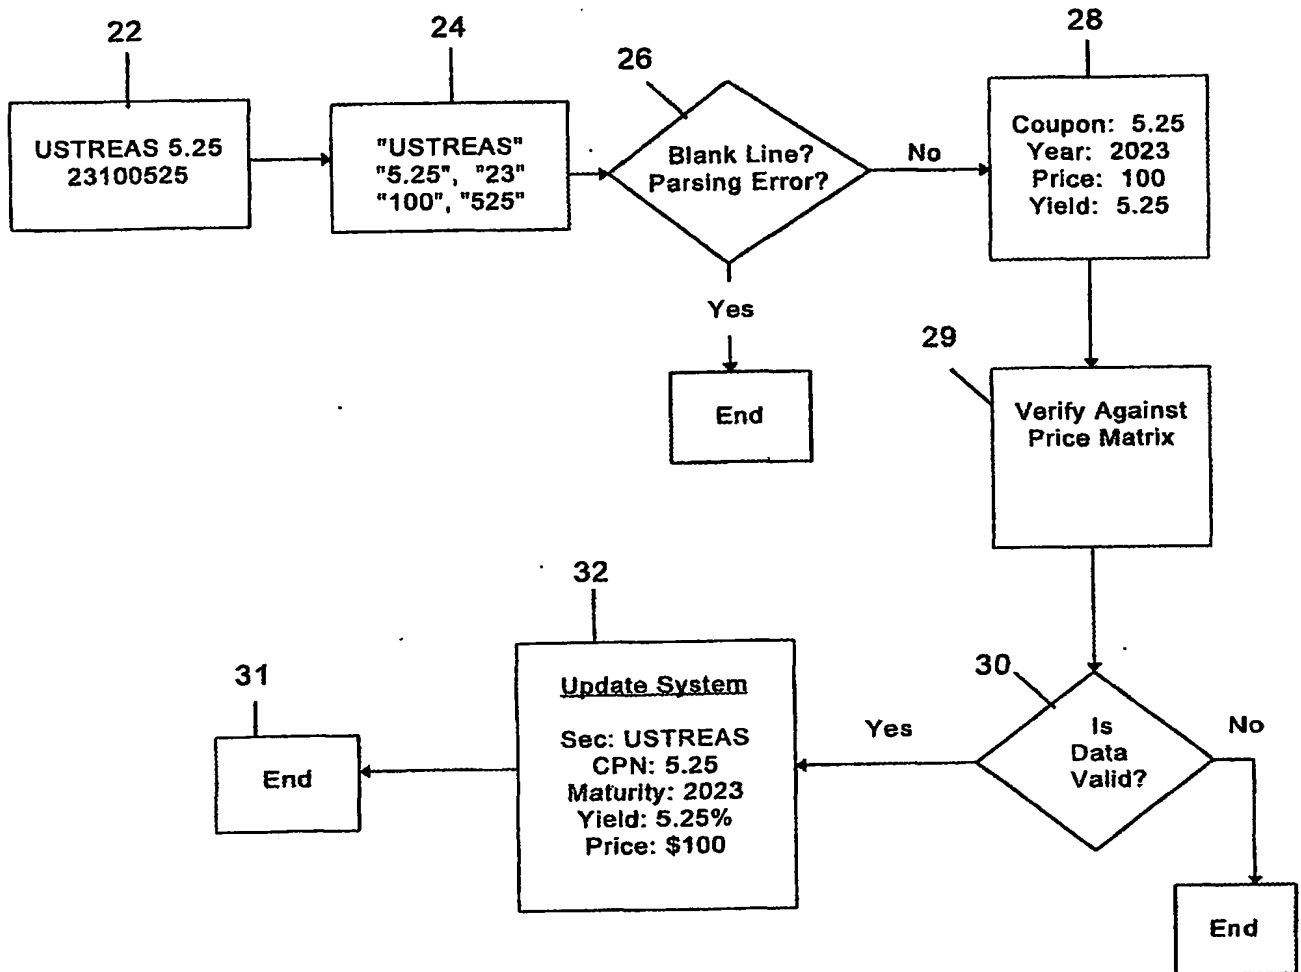 22
USTREAS 5.25
23100525
24
"USTREAS"
"5.25", "23"
"100", "525"
26
Blank Line?
Parsing Error?
No
Yes
End
28
Coupon: 5.25
Year: 2023
Price: 100
Yield: 5.25
29
Verify Against
Price Matrix
30
Is
Data
Valid?
No
End
Yes
32
Update System
Sec: USTREAS
CPN: 5.25
Maturity: 2023
Yield: 5.25%
Price: $100
31
End